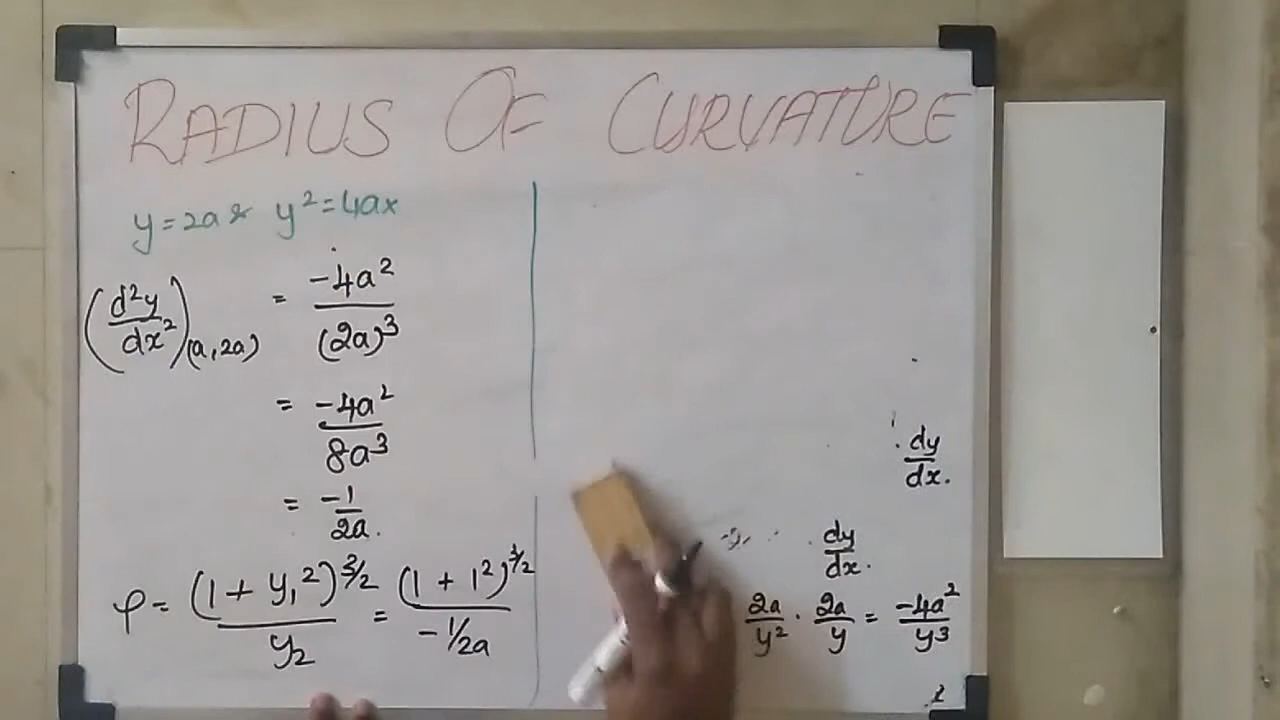 RADIUS OF CURVATURE
y = 2a & y² = 4ax
(d²y/dx²)(a, 2a) = -4a²/(2a)³
= -4a²/8a³
= -1/2a.
ρ = (1 + y₁²)^3/2 / y₂ = (1 + 1²)^3/2 / -1/2a
dy/dx.
dy/dx.
2a/y² · 2a/y = -4a²/y³